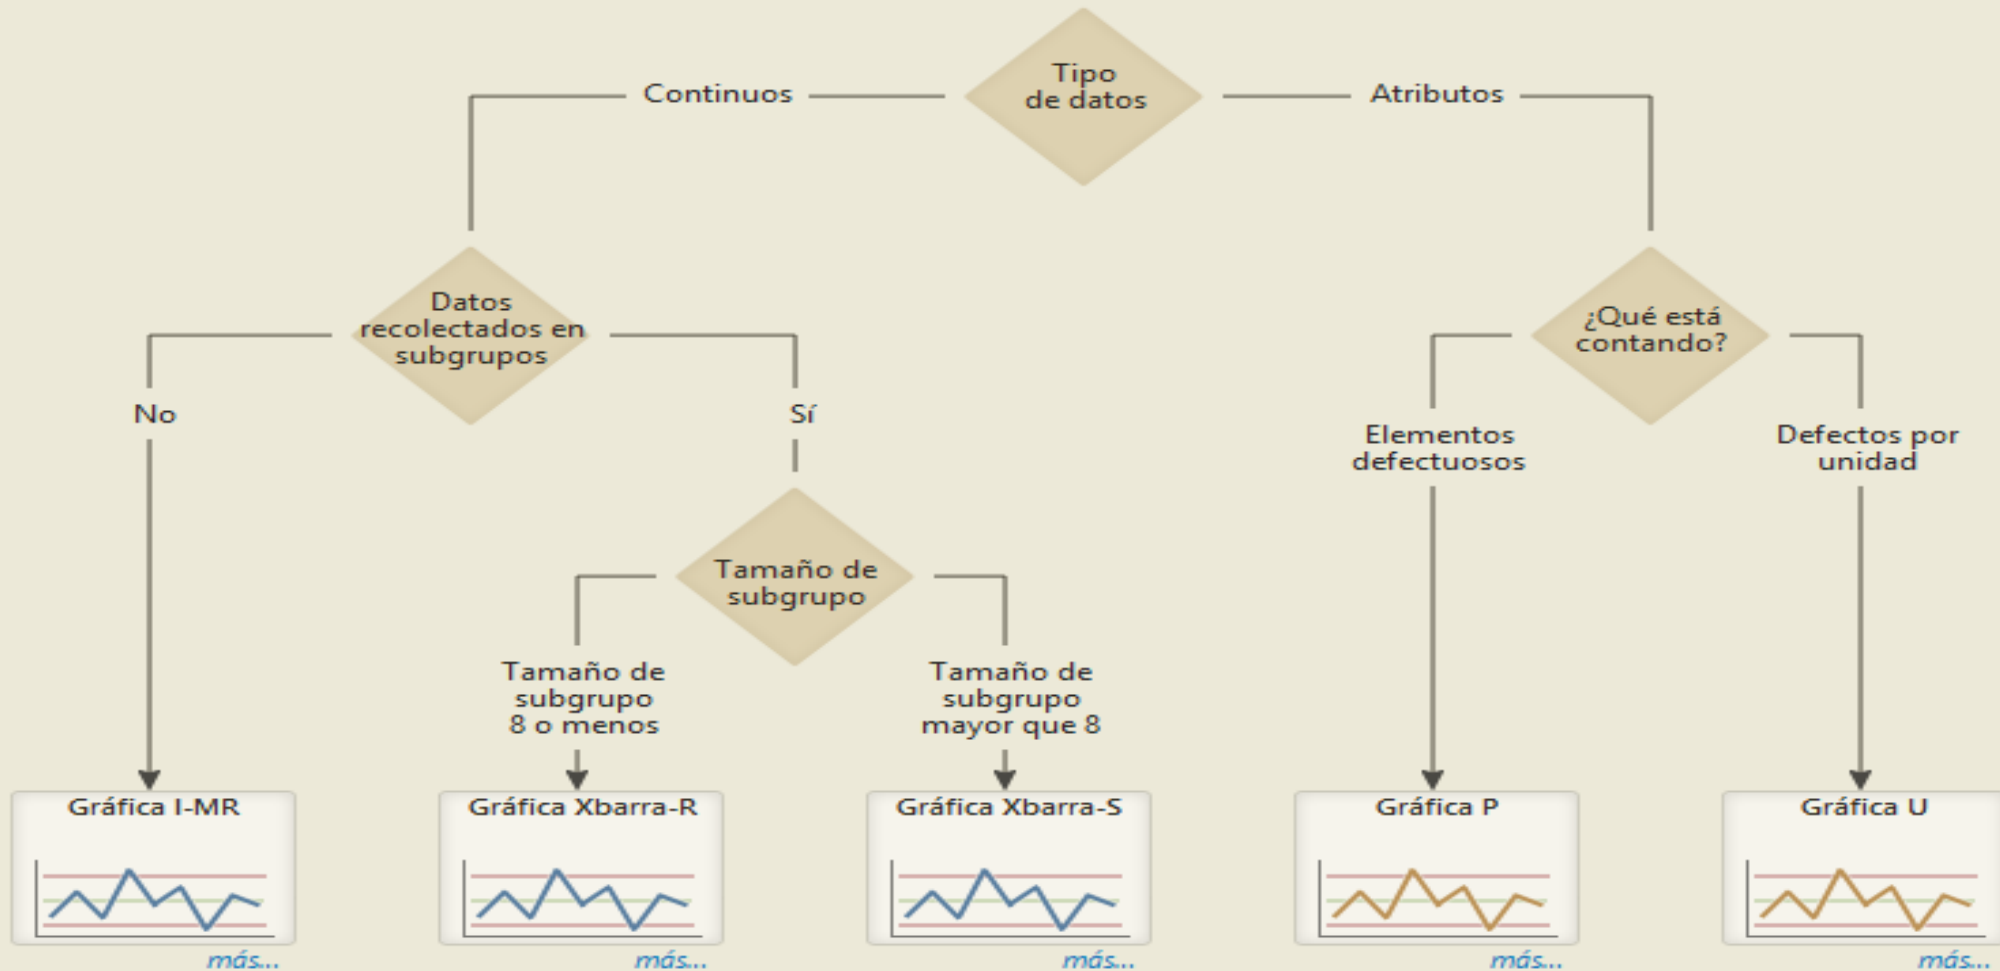 Tipo
de datos
Continuos
Atributos
Datos
recolectados en
subgrupos
¿Qué está
contando?
No
Sí
Elementos
defectuosos
Defectos por
unidad
Tamaño de
subgrupo
Tamaño de
subgrupo
8 o menos
Tamaño de
subgrupo
mayor que 8
Gráfica I-MR
Gráfica Xbarra-R
Gráfica Xbarra-S
Gráfica P
Gráfica U
más...
más...
más...
más...
más...